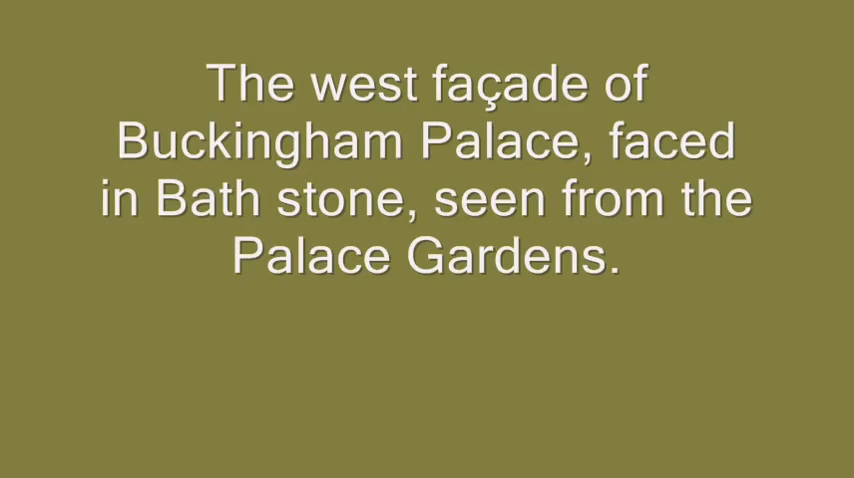 The west façade of
Buckingham Palace, faced
in Bath stone, seen from the
Palace Gardens.